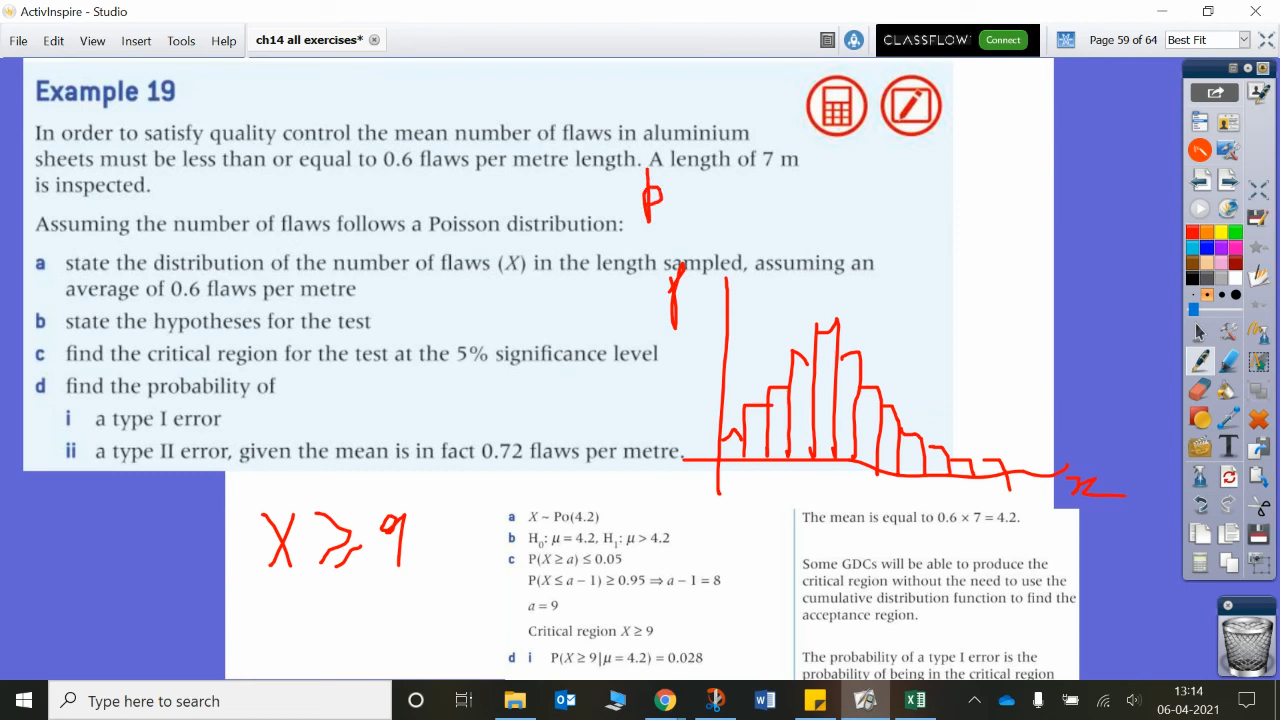 ActivInspire - Studio
File Edit View Insert Tools Help ch14 all exercises* CLASSFLOW Connect Page 59 of 64 Best Fit
Example 19
In order to satisfy quality control the mean number of flaws in aluminium
sheets must be less than or equal to 0.6 flaws per metre length. A length of 7 m
is inspected.
Assuming the number of flaws follows a Poisson distribution:
a state the distribution of the number of flaws (X) in the length sampled, assuming an
average of 0.6 flaws per metre
b state the hypotheses for the test
c find the critical region for the test at the 5% significance level
d find the probability of
i a type I error
ii a type II error, given the mean is in fact 0.72 flaws per metre.
x
X ≥ 9
a X ~ Po(4.2)
b H₀: μ = 4.2, H₁: μ > 4.2
c P(X ≥ a) ≤ 0.05
P(X ≤ a − 1) ≥ 0.95 ⇒ a − 1 = 8
a = 9
Critical region X ≥ 9
d i P(X ≥ 9|μ = 4.2) = 0.028
The mean is equal to 0.6 × 7 = 4.2.
Some GDCs will be able to produce the
critical region without the need to use the
cumulative distribution function to find the
acceptance region.
The probability of a type I error is the
probability of being in the critical region
Type here to search
13:14
06-04-2021